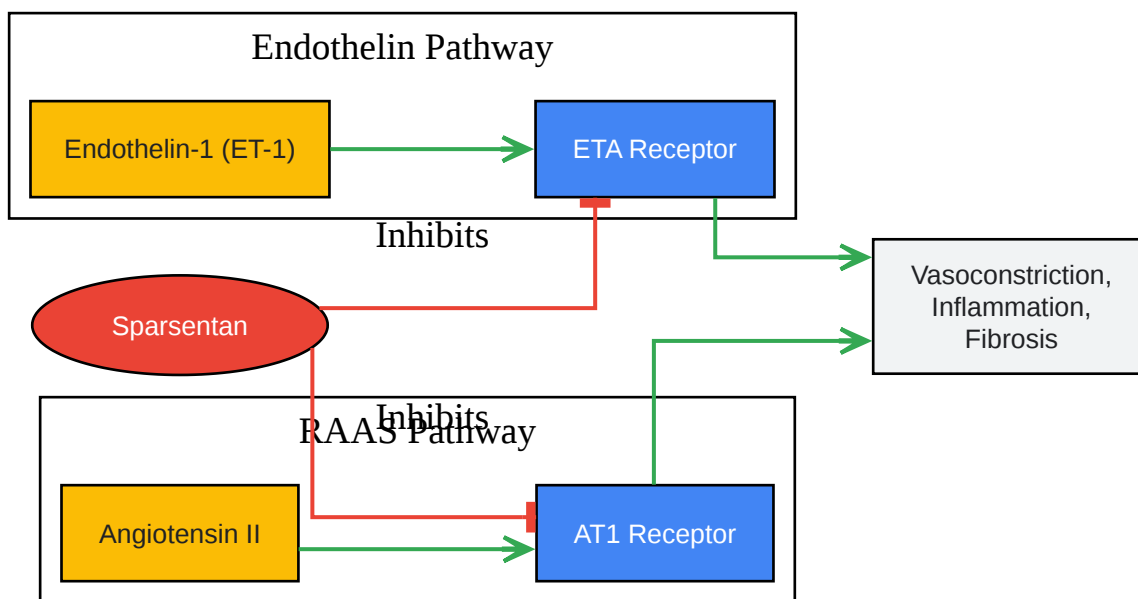 Endothelin Pathway
Endothelin-1 (ET-1)
ETA Receptor
Inhibits
Vasoconstriction,
Inflammation,
Fibrosis
Sparsentan
Inhibits
RAAS Pathway
Angiotensin II
AT1 Receptor